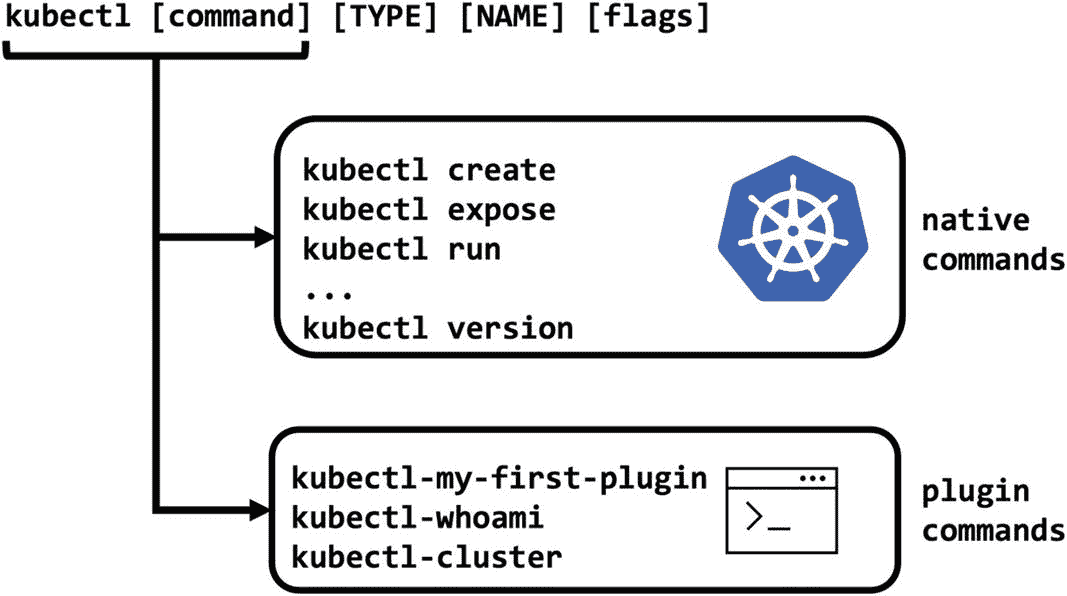 kubectl [command] [TYPE] [NAME] [flags]
kubectl create
kubectl expose
kubectl run
...
kubectl version
native
commands
kubectl-my-first-plugin
kubectl-whoami
kubectl-cluster
>_
plugin
commands